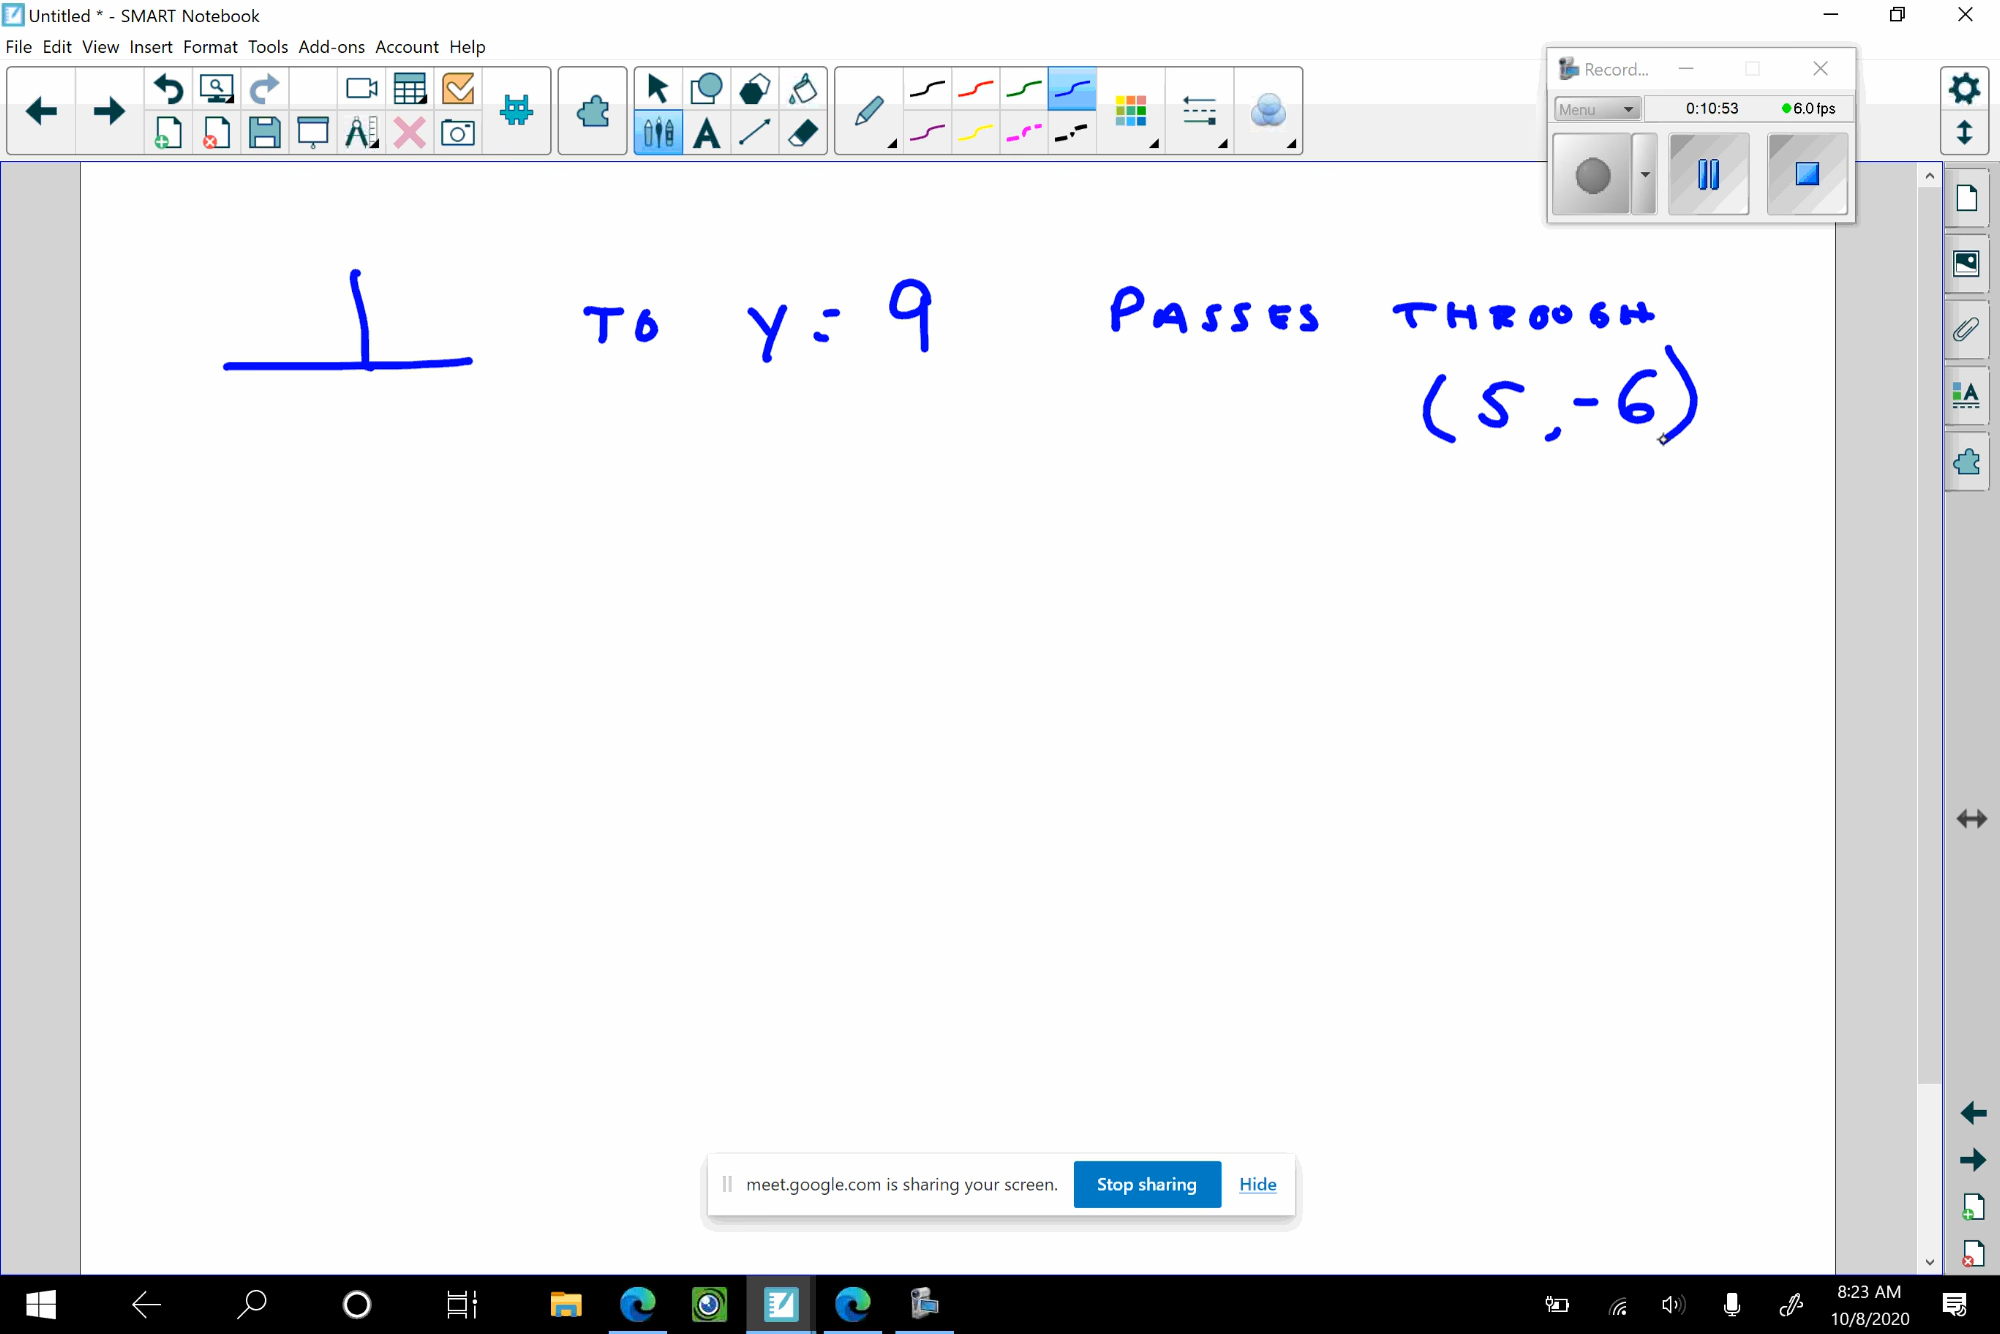 Untitled * - SMART Notebook
File Edit View Insert Format Tools Add-ons Account Help
Record...
Menu 0:10:53 6.0 fps
⊥ TO y = 9 PASSES THROUGH
(5, -6)
meet.google.com is sharing your screen. Stop sharing Hide
8:23 AM
10/8/2020